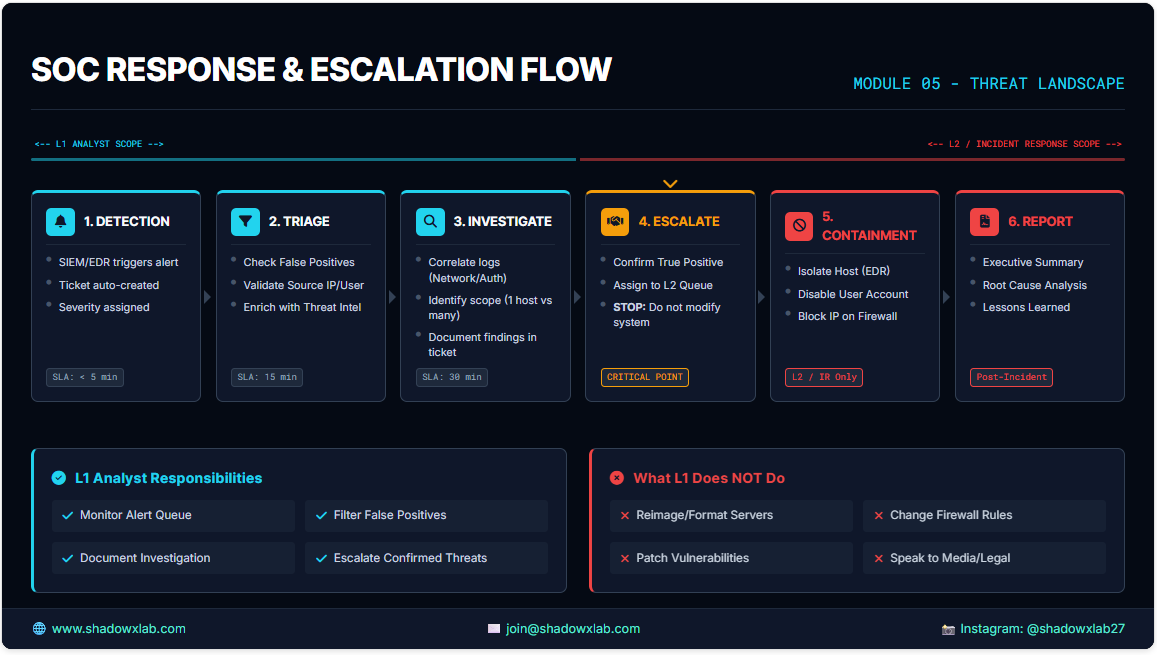 SOC RESPONSE & ESCALATION FLOW
MODULE 05 - THREAT LANDSCAPE
<-- L1 ANALYST SCOPE -->
<-- L2 / INCIDENT RESPONSE SCOPE -->
1. DETECTION
SIEM/EDR triggers alert
Ticket auto-created
Severity assigned
SLA: < 5 min
2. TRIAGE
Check False Positives
Validate Source IP/User
Enrich with Threat Intel
SLA: 15 min
3. INVESTIGATE
Correlate logs
(Network/Auth)
Identify scope (1 host vs
many)
Document findings in
ticket
SLA: 30 min
4. ESCALATE
Confirm True Positive
Assign to L2 Queue
STOP: Do not modify
system
CRITICAL POINT
5.
CONTAINMENT
Isolate Host (EDR)
Disable User Account
Block IP on Firewall
L2 / IR Only
6. REPORT
Executive Summary
Root Cause Analysis
Lessons Learned
Post-Incident
L1 Analyst Responsibilities
Monitor Alert Queue
Filter False Positives
Document Investigation
Escalate Confirmed Threats
What L1 Does NOT Do
Reimage/Format Servers
Change Firewall Rules
Patch Vulnerabilities
Speak to Media/Legal
www.shadowxlab.com
join@shadowxlab.com
Instagram: @shadowxlab27